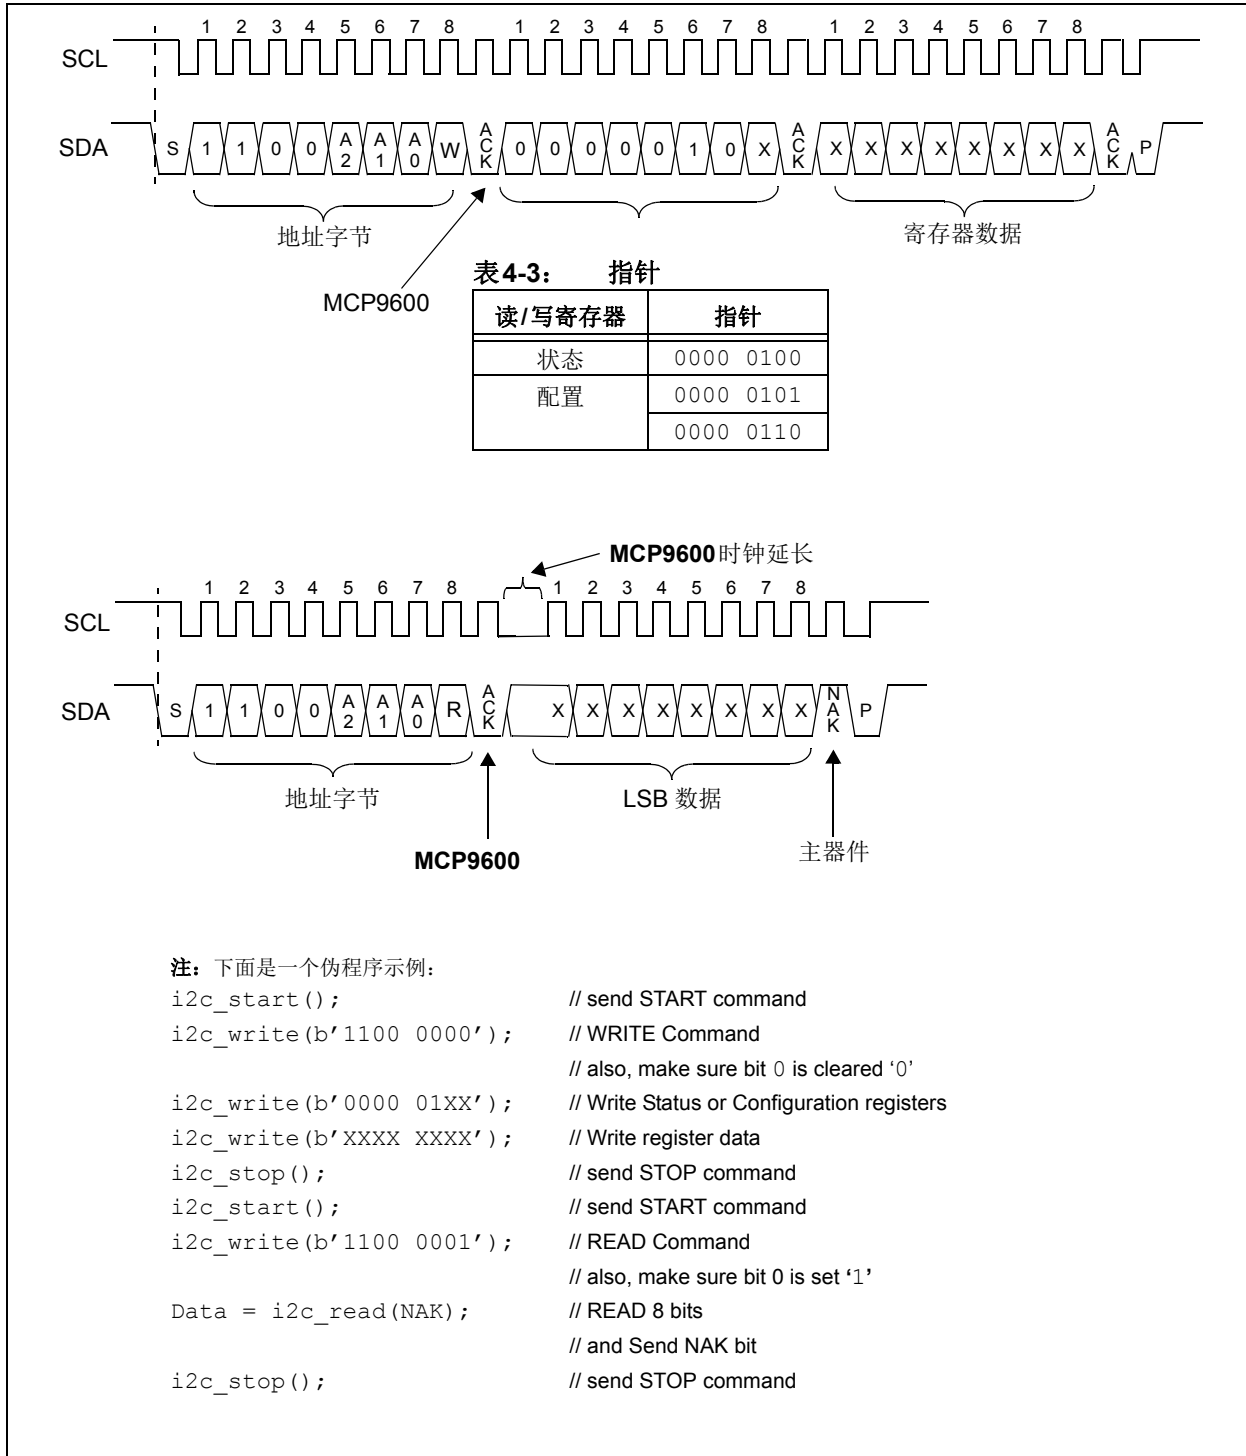 1 2 3 4 5 6 7 8 1 2 3 4 5 6 7 8 1 2 3 4 5 6 7 8
SCL
SDA S 1 1 0 0 A2 A1 A0 W ACK 0 0 0 0 0 1 0 X ACK X X X X X X X X ACK P
地址字节 寄存器数据
MCP9600
表4-3： 指针
读/写寄存器 指针
状态 0000 0100
配置 0000 0101
0000 0110
MCP9600时钟延长
1 2 3 4 5 6 7 8 1 2 3 4 5 6 7 8
SCL
SDA S 1 1 0 0 A2 A1 A0 R ACK X X X X X X X X NAK P
地址字节 LSB 数据
MCP9600 主器件
注：下面是一个伪程序示例：
i2c_start(); // send START command
i2c_write(b’1100 0000’); // WRITE Command
// also, make sure bit 0 is cleared ‘0’
i2c_write(b’0000 01XX’); // Write Status or Configuration registers
i2c_write(b’XXXX XXXX’); // Write register data
i2c_stop(); // send STOP command
i2c_start(); // send START command
i2c_write(b’1100 0001’); // READ Command
// also, make sure bit 0 is set ‘1’
Data = i2c_read(NAK); // READ 8 bits
// and Send NAK bit
i2c_stop(); // send STOP command